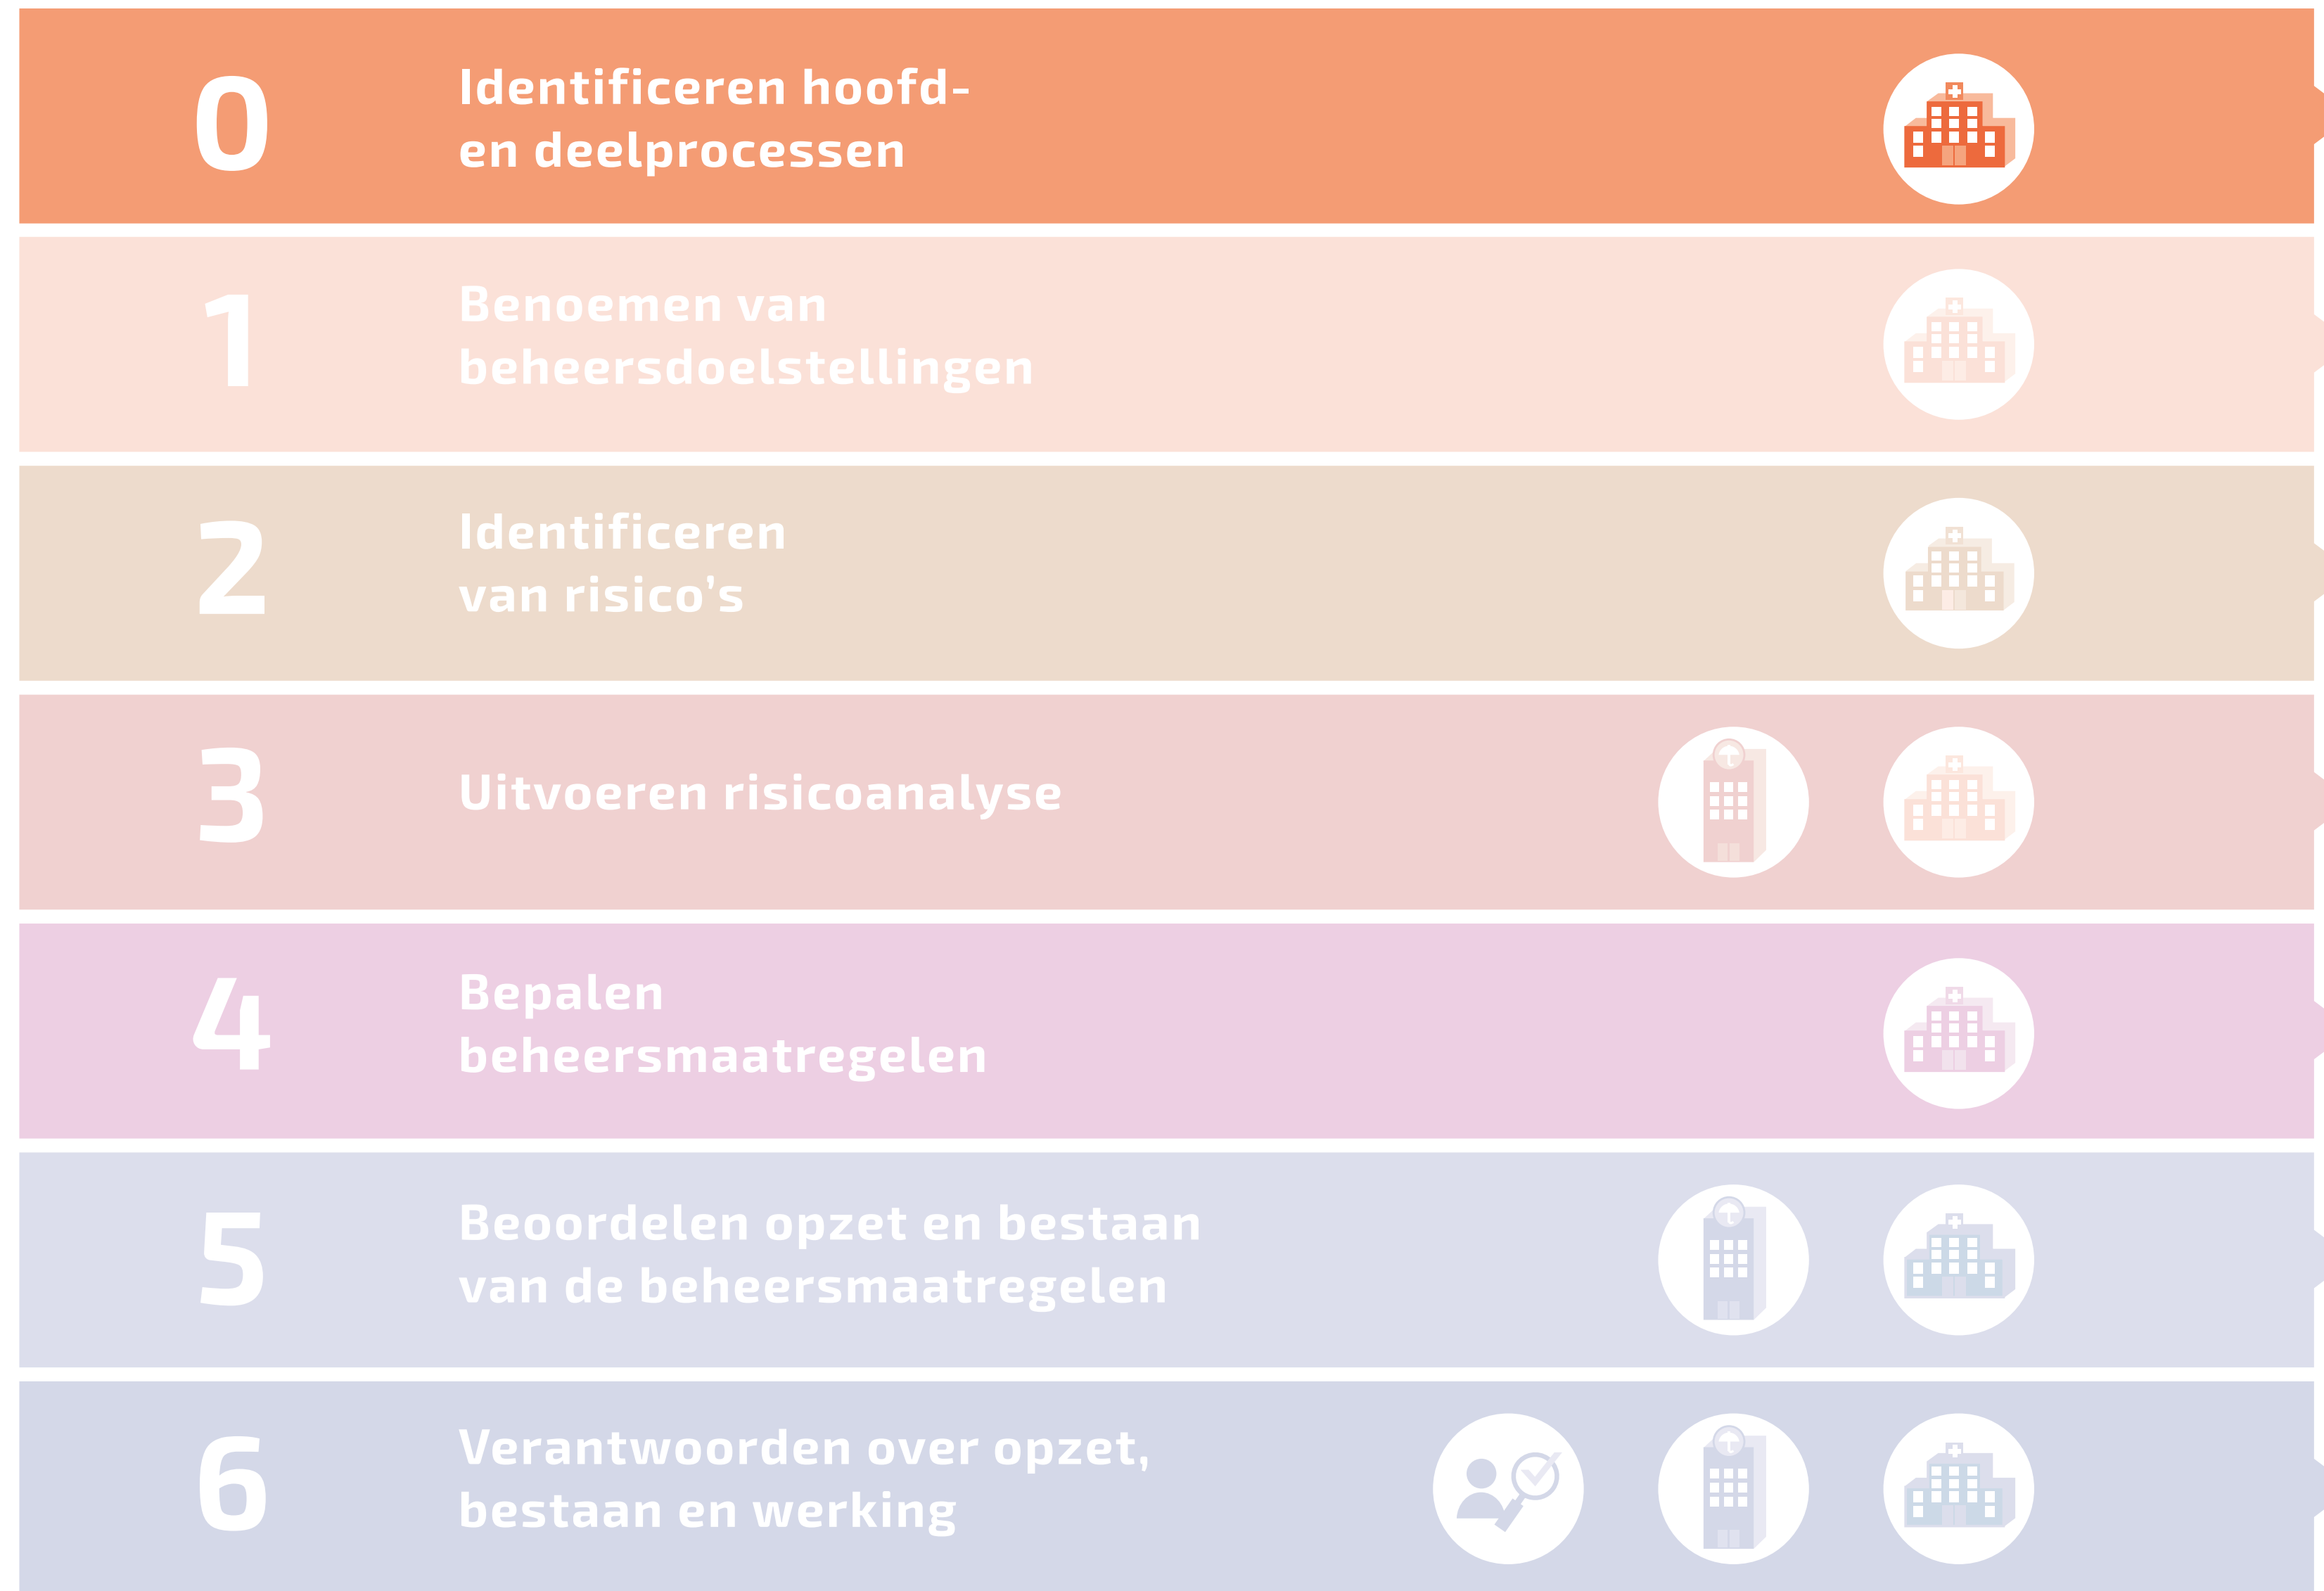 0
Identificeren hoofd-
en deelprocessen
1
Benoemen van
beheersdoelstellingen
2
Identificeren
van risico’s
3
Uitvoeren risicoanalyse
4
Bepalen
beheersmaatregelen
5
Beoordelen opzet en bestaan
van de beheersmaatregelen
6
Verantwoorden over opzet,
bestaan en werking